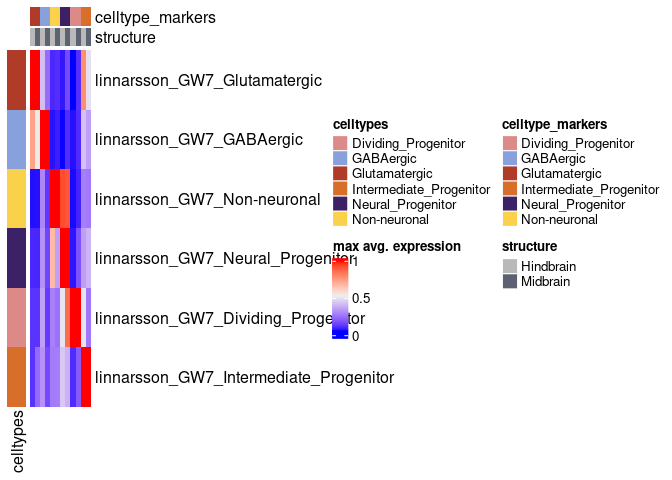 celltype_markers
structure
linnarsson_GW7_Glutamatergic
linnarsson_GW7_GABAergic
linnarsson_GW7_Non-neuronal
linnarsson_GW7_Neural_Progenitor
linnarsson_GW7_Dividing_Progenitor
linnarsson_GW7_Intermediate_Progenitor
celltypes
celltypes
Dividing_Progenitor
GABAergic
Glutamatergic
Intermediate_Progenitor
Neural_Progenitor
Non-neuronal
max avg. expression
1
0.5
0
celltype_markers
Dividing_Progenitor
GABAergic
Glutamatergic
Intermediate_Progenitor
Neural_Progenitor
Non-neuronal
structure
Hindbrain
Midbrain